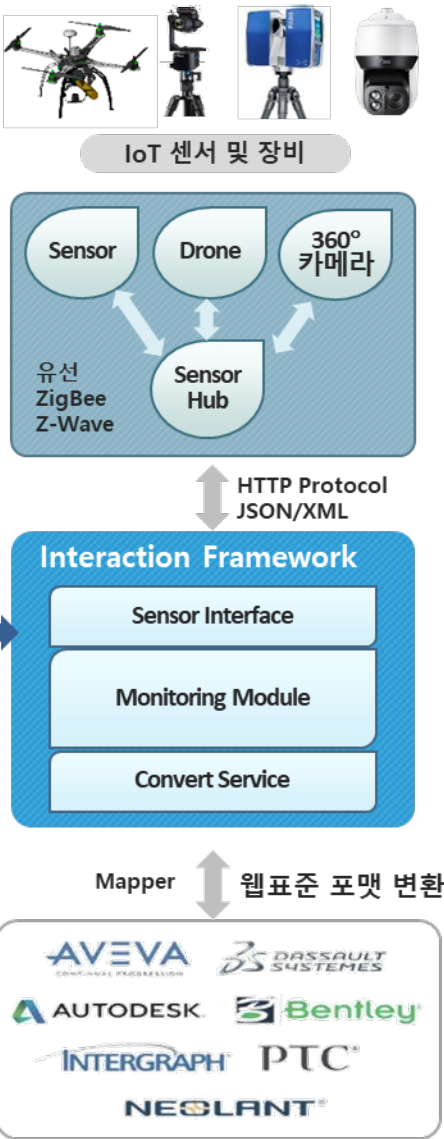 IoT 센서 및 장비
Sensor
Drone
360°
카메라
유선
ZigBee
Z-Wave
Sensor
Hub
HTTP Protocol
JSON/XML
Interaction Framework
Sensor Interface
Monitoring Module
Convert Service
Mapper
웹표준 포맷 변환
AVEVA
CONTINUAL PROGRESSION
DASSAULT
SYSTEMES
AUTODESK
Bentley
INTERGRAPH
PTC
NEOLANT